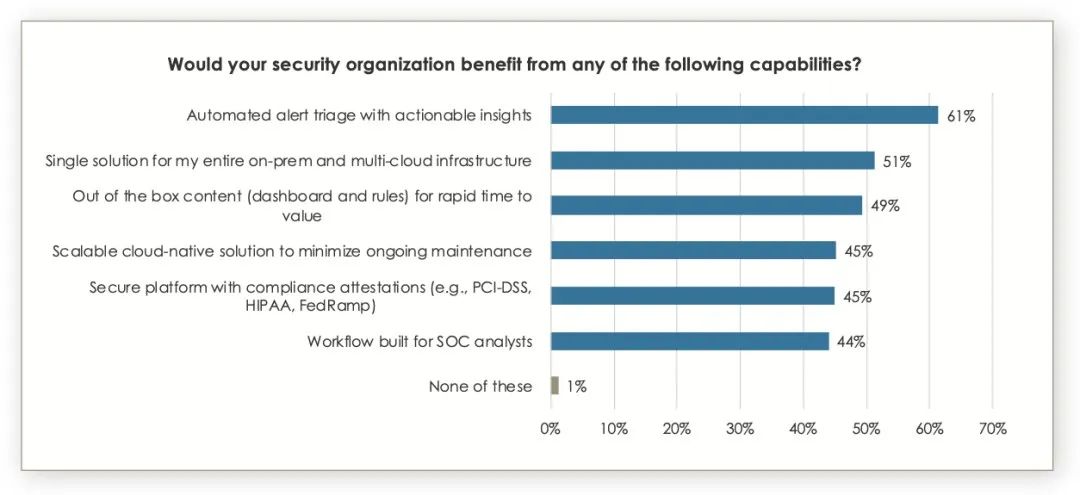 Would your security organization benefit from any of the following capabilities?
Automated alert triage with actionable insights
61%
Single solution for my entire on-prem and multi-cloud infrastructure
51%
Out of the box content (dashboard and rules) for rapid time to
value
49%
Scalable cloud-native solution to minimize ongoing maintenance
45%
Secure platform with compliance attestations (e.g., PCI-DSS,
HIPAA, FedRamp)
45%
Workflow built for SOC analysts
44%
None of these
1%
0% 10% 20% 30% 40% 50% 60% 70%